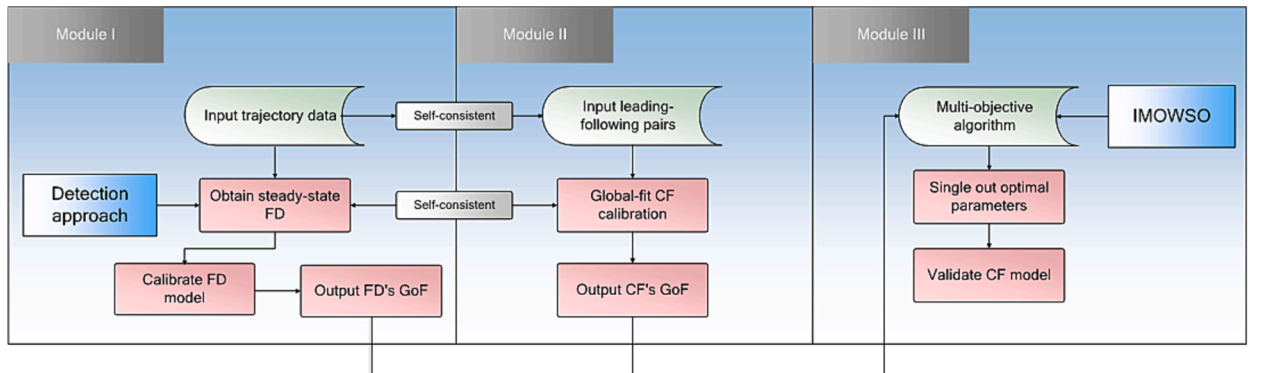 Module I
Input trajectory data
Self-consistent
Detection
approach
Obtain steady-state
FD
Self-consistent
Calibrate FD
model
Output FD's GoF
Module II
Input leading-
following pairs
Global-fit CF
calibration
Output CF's GoF
Module III
Multi-objective
algorithm
IMOWSO
Single out optimal
parameters
Validate CF model